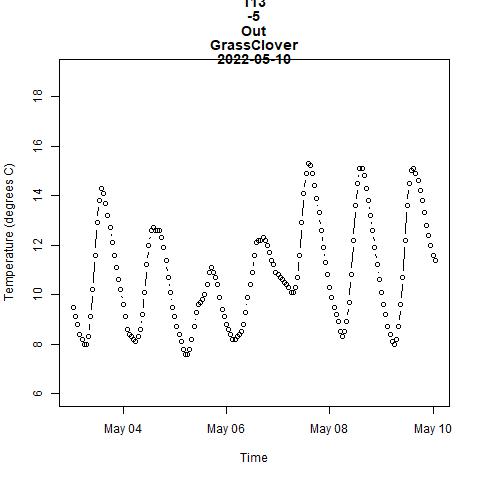 113
-5
Out
GrassClover
2022-05-10
Temperature (degrees C)
18
16
14
12
10
8
6
May 04
May 06
May 08
May 10
Time